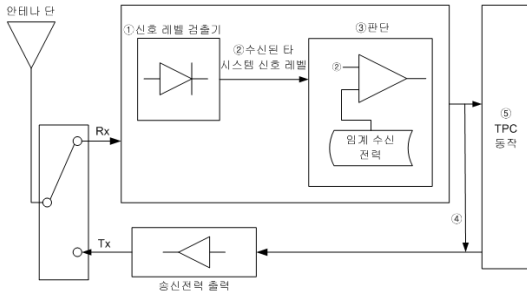 안테나 단
①신호 레벨 검출기
②수신된 타
시스템 신호 레벨
③판단
②
임계 수신
전력
Rx
⑤
TPC
동작
④
Tx
송신전력 출력